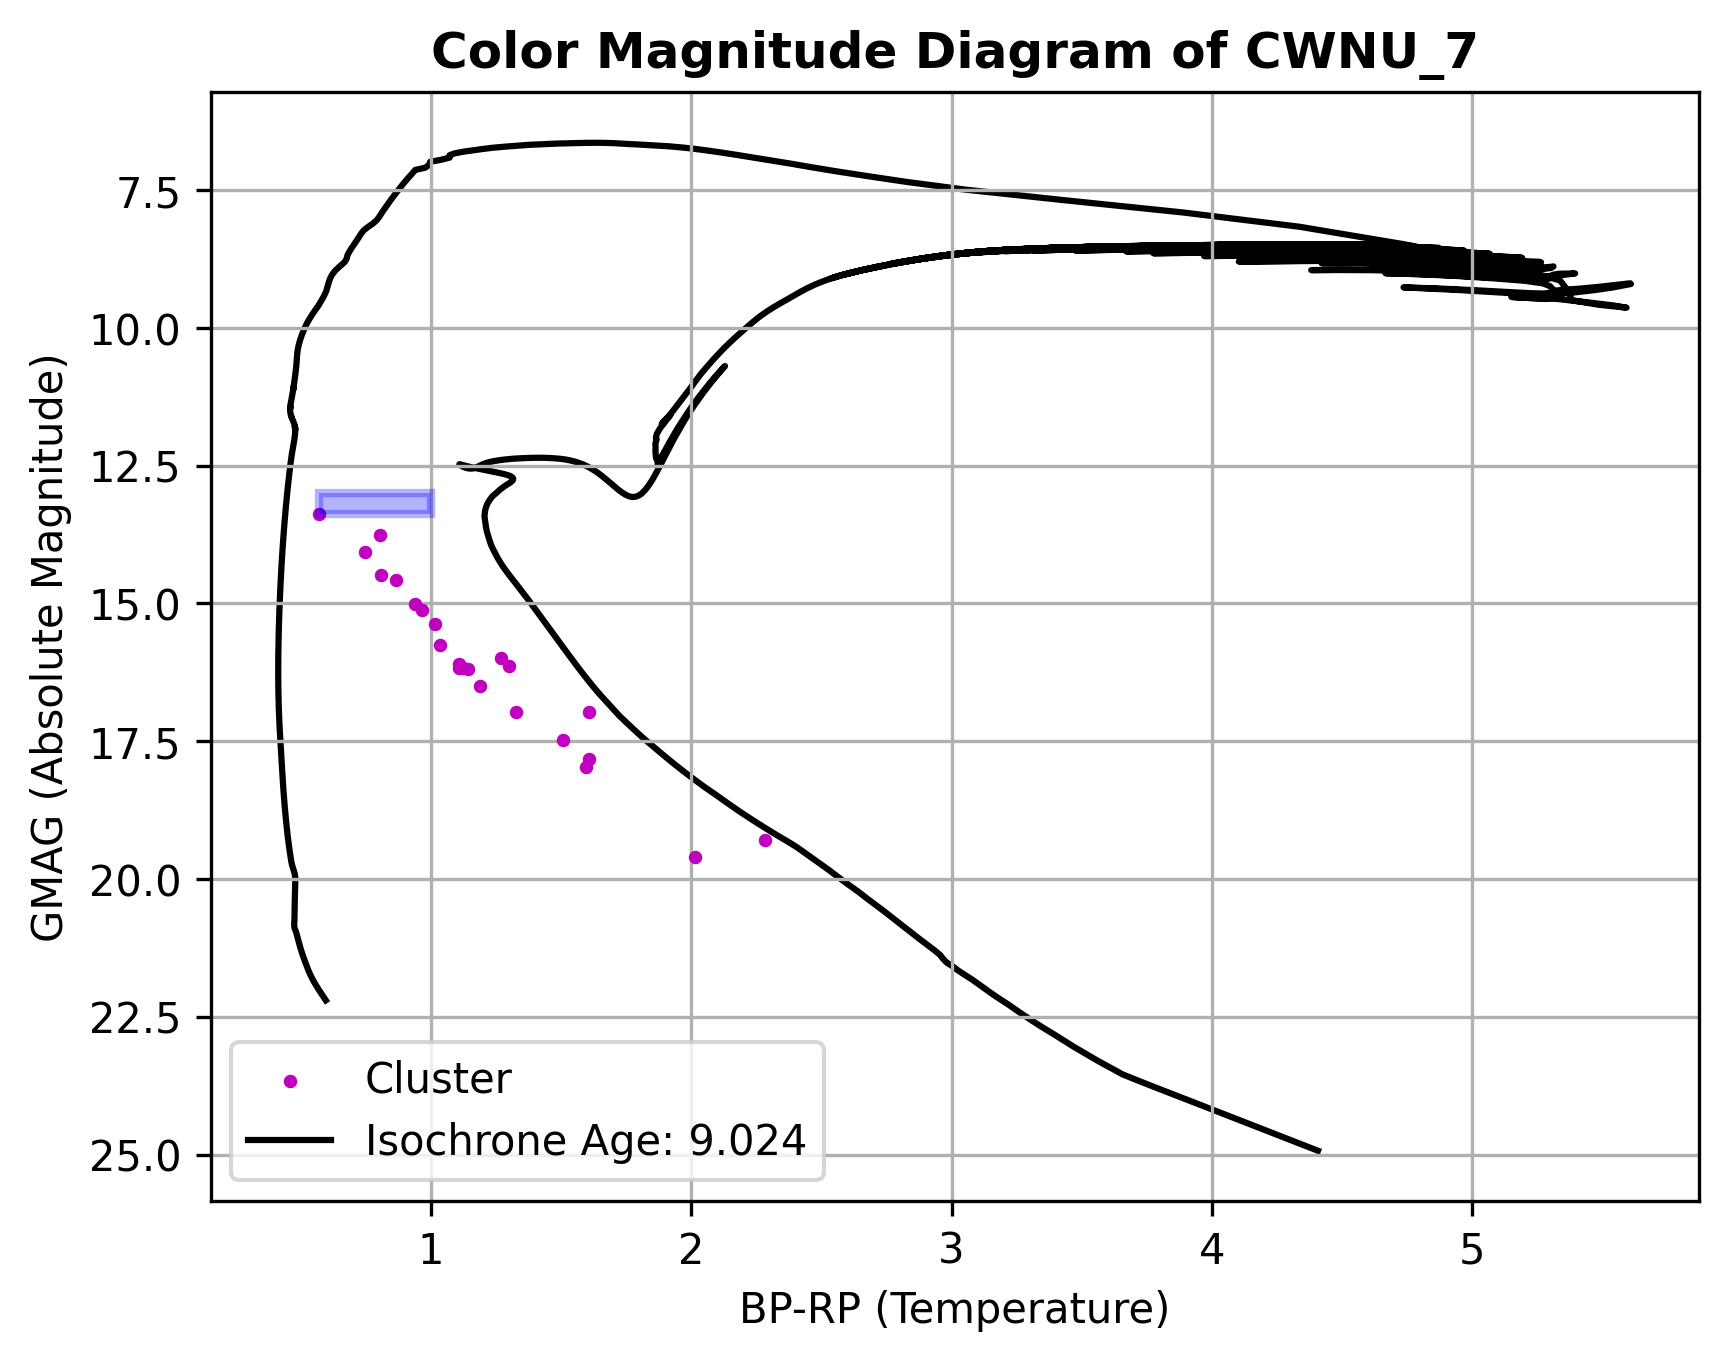 Color Magnitude Diagram of CWNU_7
GMAG (Absolute Magnitude)
7.5
10.0
12.5
15.0
17.5
20.0
22.5
25.0
Cluster
Isochrone Age: 9.024
1 2 3 4 5
BP-RP (Temperature)